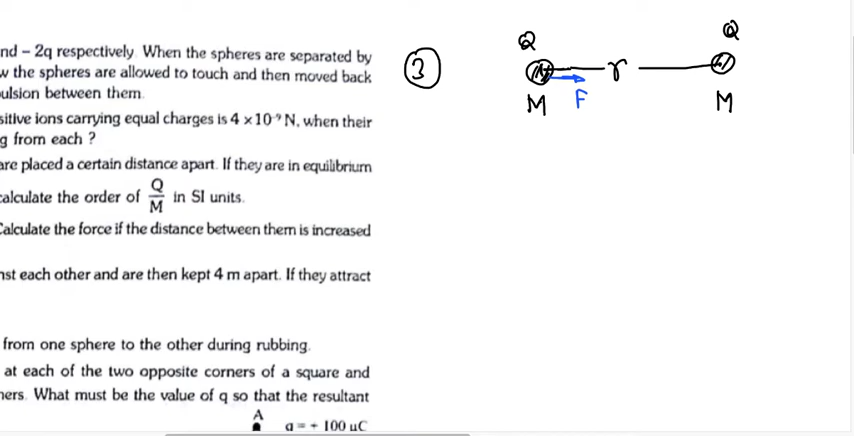 nd – 2q respectively. When the spheres are separated by
w the spheres are allowed to touch and then moved back
ulsion between them.
sitive ions carrying equal charges is 4 × 10⁻⁹ N, when their
g from each ?
are placed a certain distance apart. If they are in equilibrium
calculate the order of Q/M in SI units.
Calculate the force if the distance between them is increased
nst each other and are then kept 4 m apart. If they attract
from one sphere to the other during rubbing.
at each of the two opposite corners of a square and
ners. What must be the value of q so that the resultant
A
q = + 100 µC
3
Q Q
r
F
M M